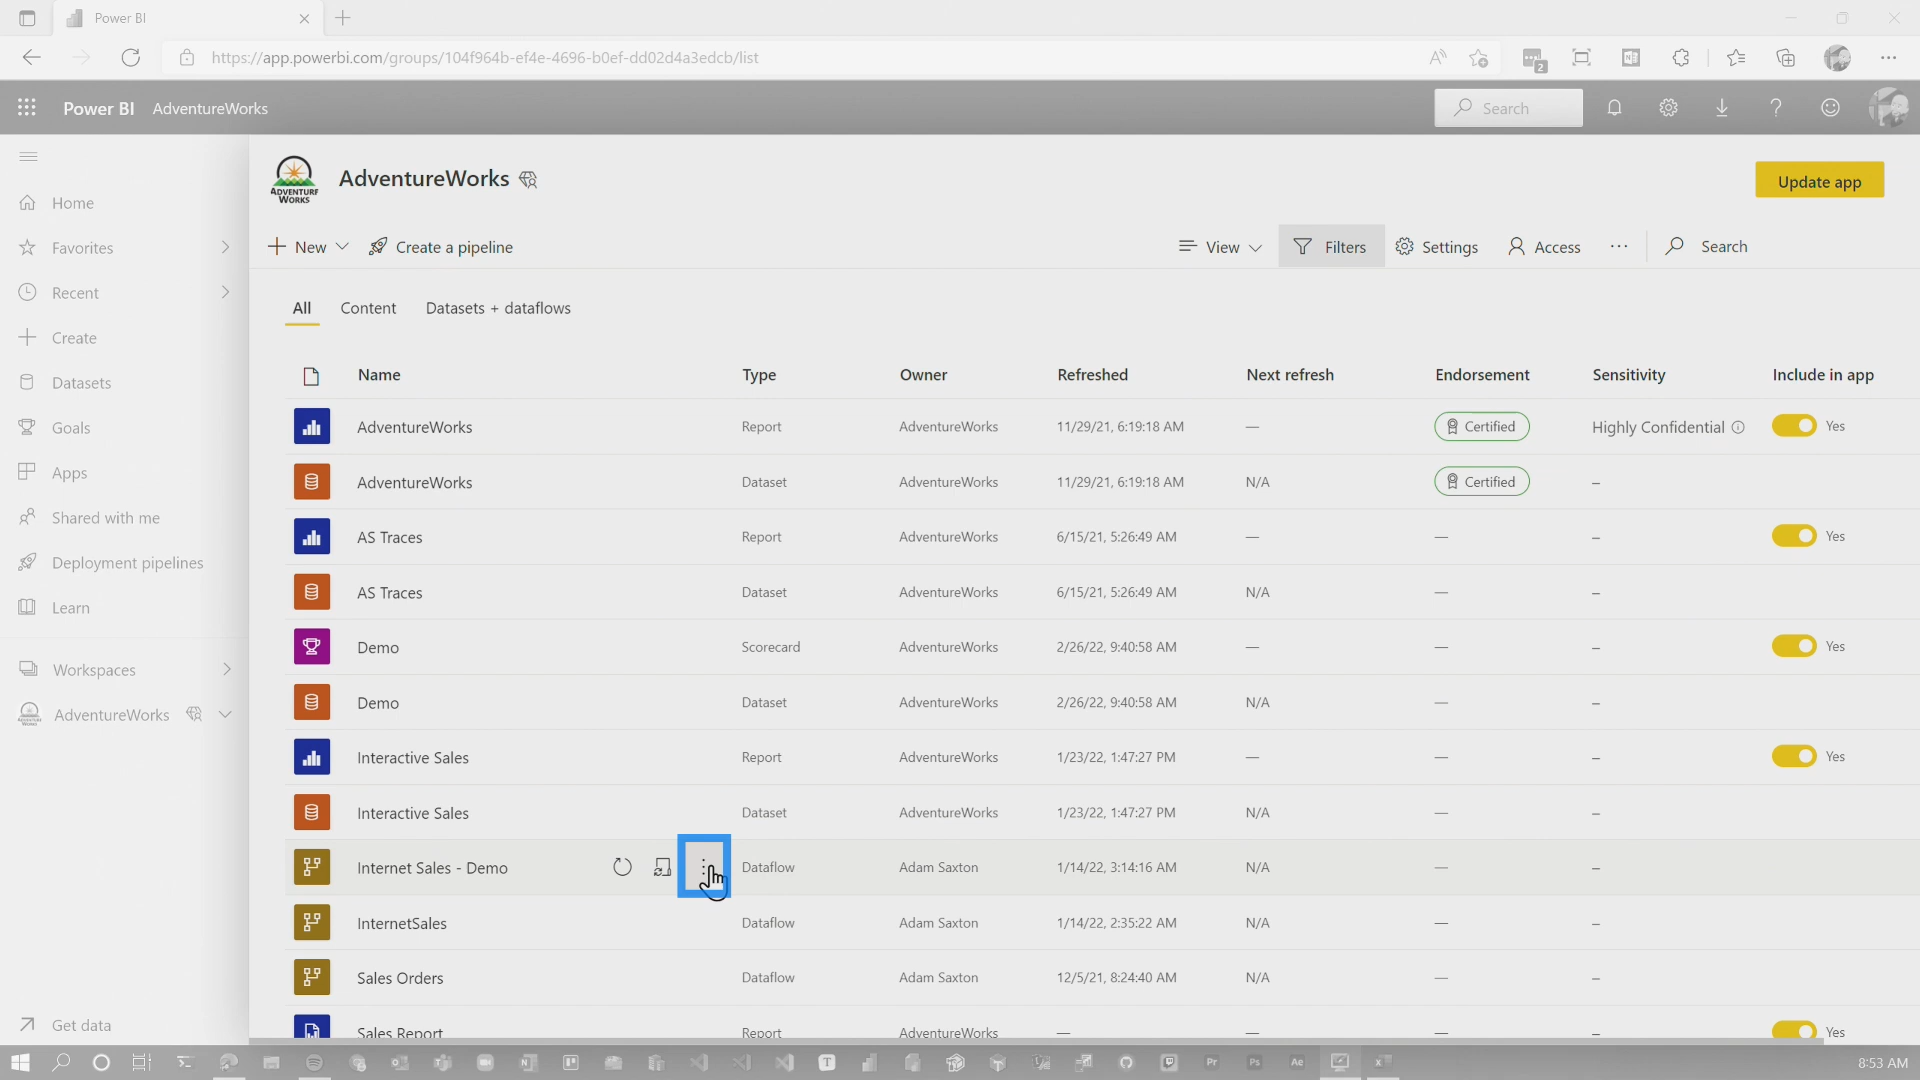 Power BI
https://app.powerbi.com/groups/104f964b-ef4e-4696-b0ef-dd02d4a3edcb/list
2
Power BI AdventureWorks Search
ADVENTURE WORKS AdventureWorks Update app
New Create a pipeline View Filters Settings Access Search
All Content Datasets + dataflows
Home
Favorites
Recent
Create
Datasets
Goals
Apps
Shared with me
Deployment pipelines
Learn
Workspaces
AdventureWorks
Get data
Name Type Owner Refreshed Next refresh Endorsement Sensitivity Include in app
AdventureWorks Report AdventureWorks 11/29/21, 6:19:18 AM — Certified Highly Confidential Yes
AdventureWorks Dataset AdventureWorks 11/29/21, 6:19:18 AM N/A Certified –
AS Traces Report AdventureWorks 6/15/21, 5:26:49 AM — — – Yes
AS Traces Dataset AdventureWorks 6/15/21, 5:26:49 AM N/A — –
Demo Scorecard AdventureWorks 2/26/22, 9:40:58 AM — — – Yes
Demo Dataset AdventureWorks 2/26/22, 9:40:58 AM N/A — –
Interactive Sales Report AdventureWorks 1/23/22, 1:47:27 PM — — – Yes
Interactive Sales Dataset AdventureWorks 1/23/22, 1:47:27 PM N/A — –
Internet Sales - Demo Dataflow Adam Saxton 1/14/22, 3:14:16 AM N/A — –
InternetSales Dataflow Adam Saxton 1/14/22, 2:35:22 AM N/A — –
Sales Orders Dataflow Adam Saxton 12/5/21, 8:24:40 AM N/A — –
Sales Report Report AdventureWorks — — — – Yes
Pr Ps Ae 8:53 AM